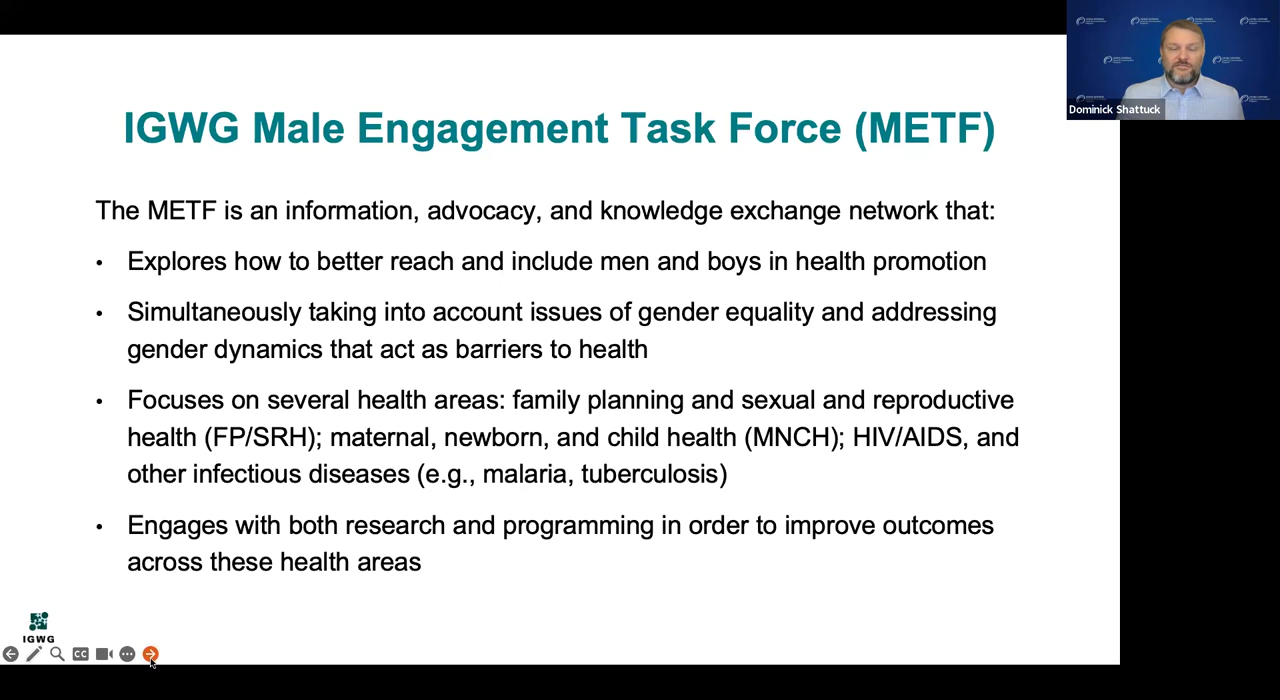 IGWG Male Engagement Task Force (METF)
The METF is an information, advocacy, and knowledge exchange network that:
• Explores how to better reach and include men and boys in health promotion
• Simultaneously taking into account issues of gender equality and addressing
gender dynamics that act as barriers to health
• Focuses on several health areas: family planning and sexual and reproductive
health (FP/SRH); maternal, newborn, and child health (MNCH); HIV/AIDS, and
other infectious diseases (e.g., malaria, tuberculosis)
• Engages with both research and programming in order to improve outcomes
across these health areas
IGWG
CC
Dominick Shattuck